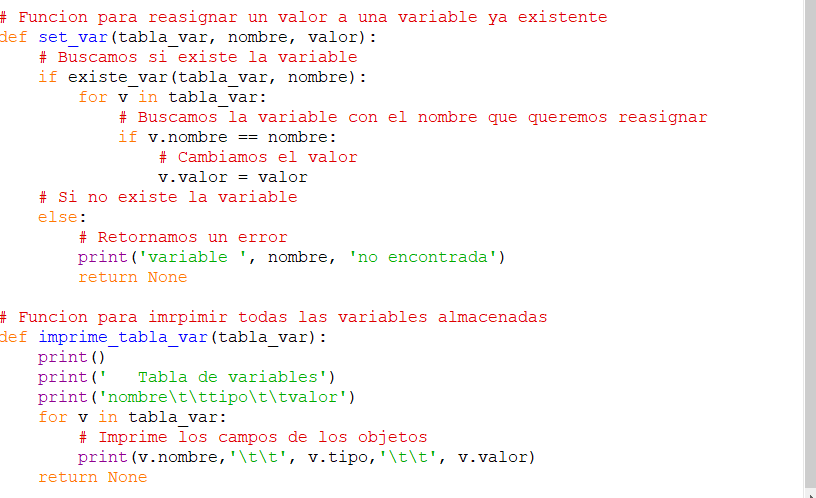 # Funcion para reasignar un valor a una variable ya existente
def set_var(tabla_var, nombre, valor):
    # Buscamos si existe la variable
    if existe_var(tabla_var, nombre):
        for v in tabla_var:
            # Buscamos la variable con el nombre que queremos reasignar
            if v.nombre == nombre:
                # Cambiamos el valor
                v.valor = valor
    # Si no existe la variable
    else:
        # Retornamos un error
        print('variable ', nombre, 'no encontrada')
        return None

# Funcion para imrpimir todas las variables almacenadas
def imprime_tabla_var(tabla_var):
    print()
    print('   Tabla de variables')
    print('nombre\t\ttipo\t\tvalor')
    for v in tabla_var:
        # Imprime los campos de los objetos
        print(v.nombre,'\t\t', v.tipo,'\t\t', v.valor)
    return None